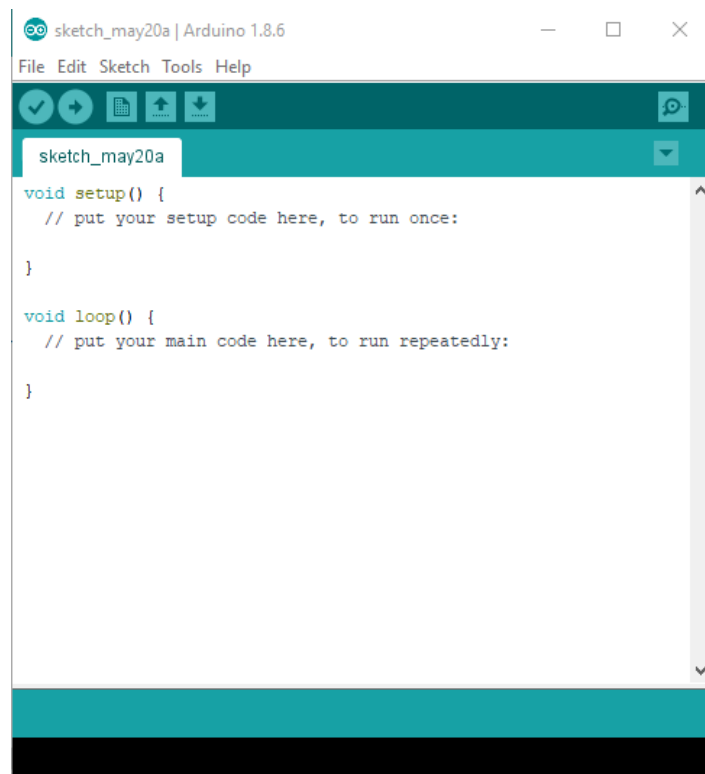 sketch_may20a | Arduino 1.8.6
File Edit Sketch Tools Help
sketch_may20a
void setup() {
  // put your setup code here, to run once:
}
void loop() {
  // put your main code here, to run repeatedly:
}